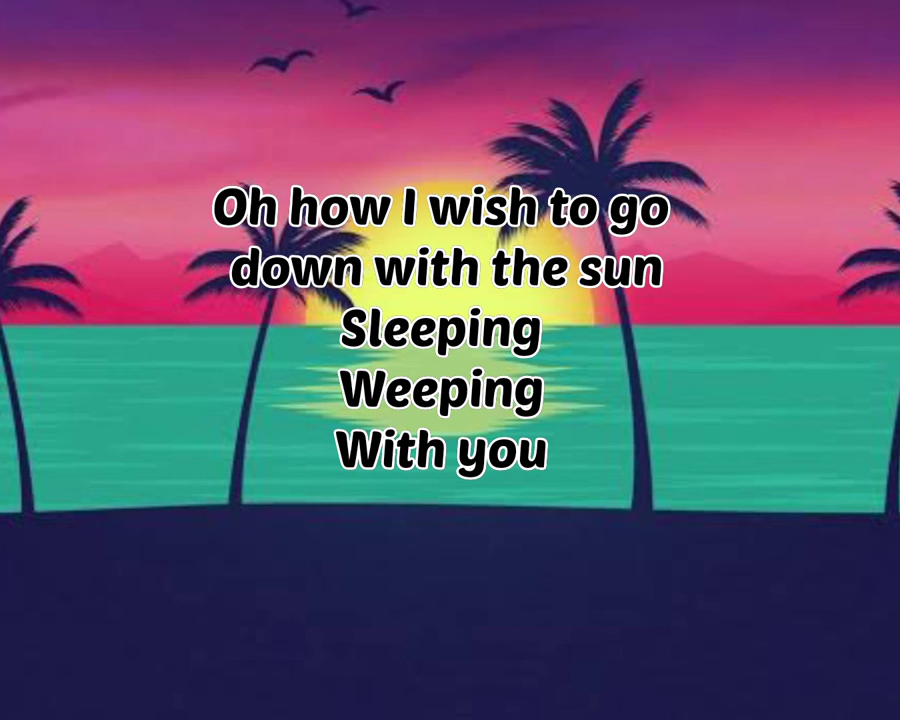 Oh how I wish to go
down with the sun
Sleeping
Weeping
With you